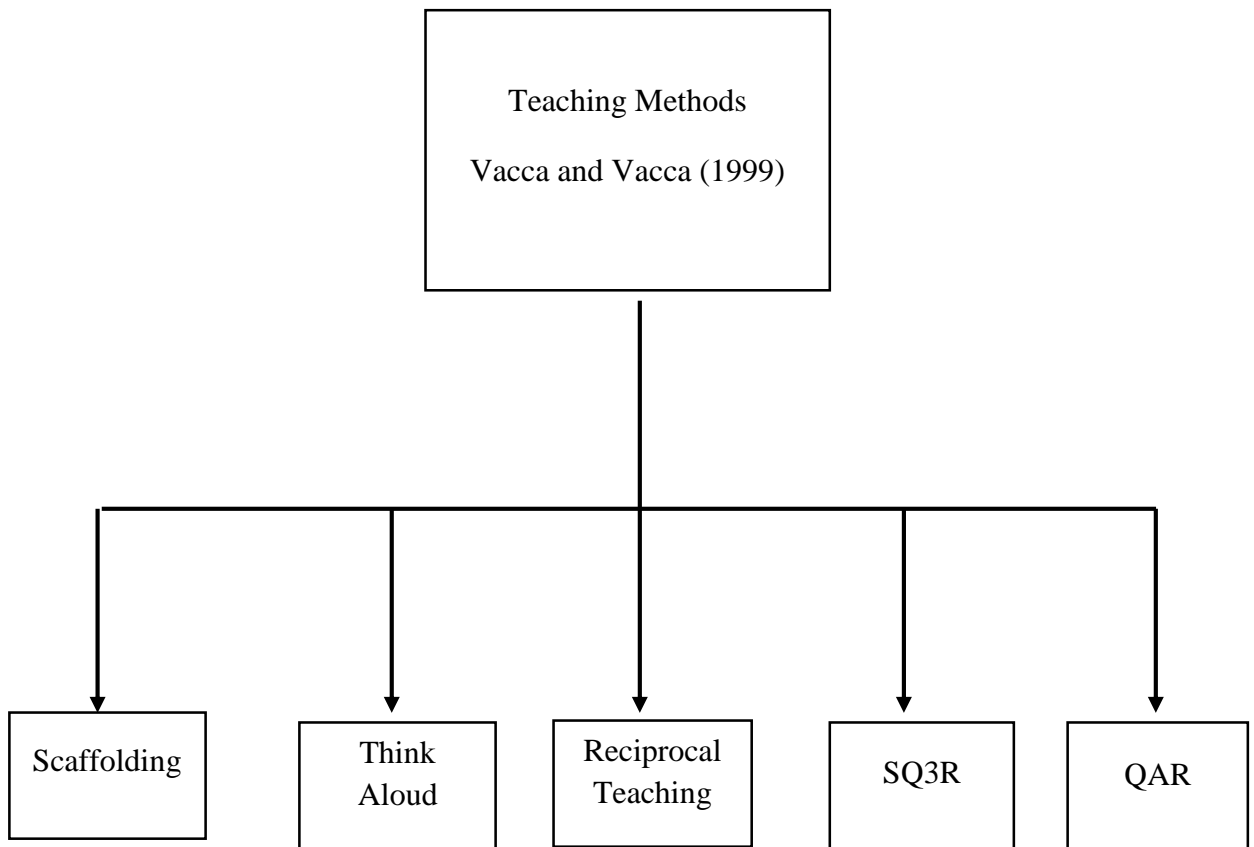 Teaching Methods
Vacca and Vacca (1999)
Scaffolding
Think
Aloud
Reciprocal
Teaching
SQ3R
QAR